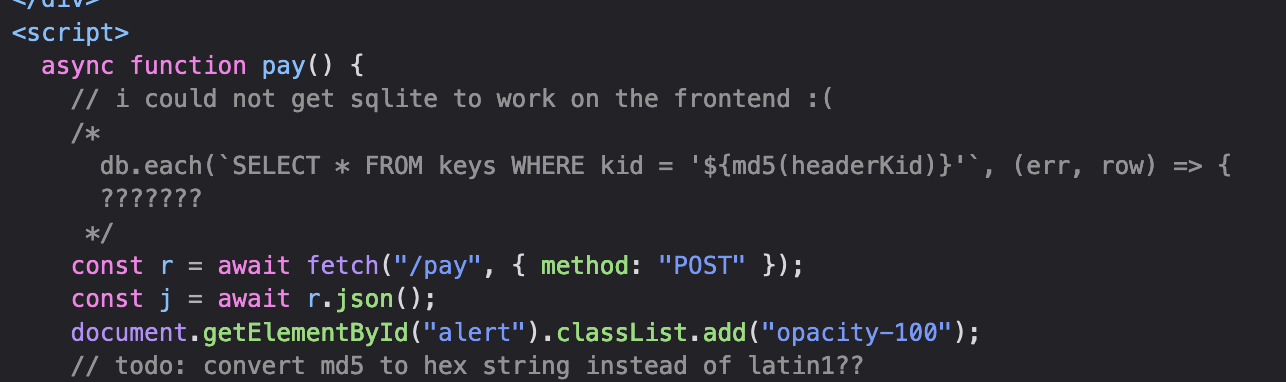 </div>
<script>
async function pay() {
// i could not get sqlite to work on the frontend :(
/*
db.each(`SELECT * FROM keys WHERE kid = '${md5(headerKid)}'`, (err, row) => {
???????
*/
const r = await fetch("/pay", { method: "POST" });
const j = await r.json();
document.getElementById("alert").classList.add("opacity-100");
// todo: convert md5 to hex string instead of latin1??